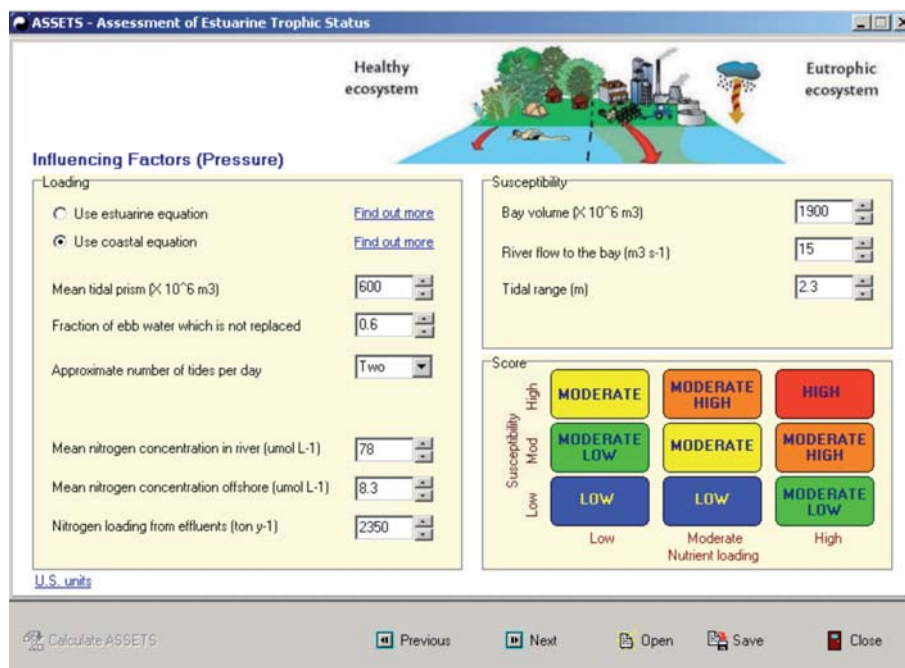 ASSETS - Assessment of Estuarine Trophic Status
Healthy
ecosystem
Eutrophic
ecosystem
Influencing Factors (Pressure)
Loading
Use estuarine equation
Find out more
Use coastal equation
Find out more
Mean tidal prism (X 10^6 m3)
600
Fraction of ebb water which is not replaced
0.6
Approximate number of tides per day
Two
Mean nitrogen concentration in river (umol L-1)
78
Mean nitrogen concentration offshore (umol L-1)
8.3
Nitrogen loading from effluents (ton y-1)
2350
U.S. units
Susceptibility
Bay volume (X 10^6 m3)
1900
River flow to the bay (m3 s-1)
15
Tidal range (m)
2.3
Score
Susceptibility
High
MODERATE
MODERATE
HIGH
HIGH
Mod
MODERATE
LOW
MODERATE
MODERATE
HIGH
Low
LOW
LOW
MODERATE
LOW
Low
Moderate
High
Nutrient loading
Calculate ASSETS
Previous
Next
Open
Save
Close